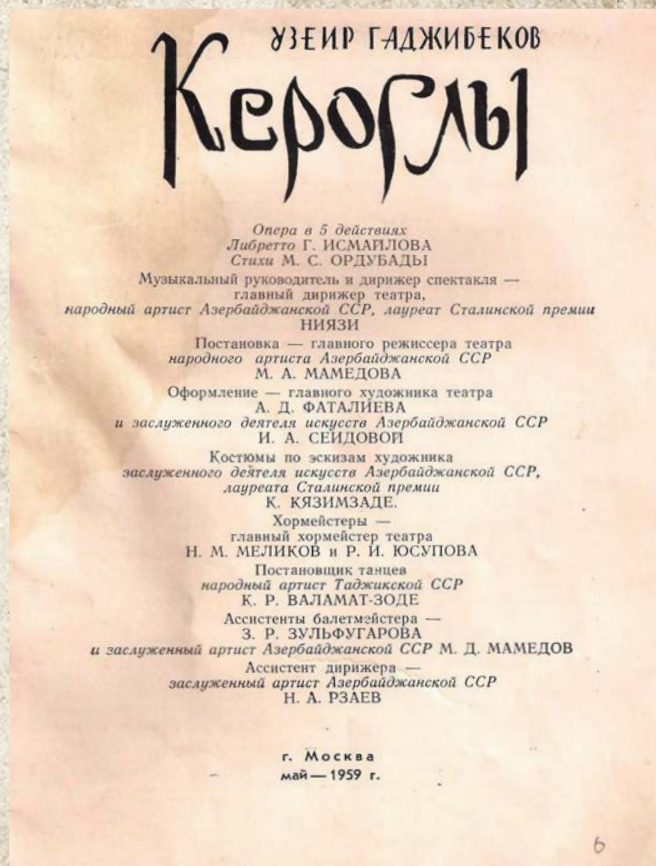 УЗЕИР ГАДЖИБЕКОВ
Кероглы
Опера в 5 действиях
Либретто Г. ИСМАЙЛОВА
Стихи М. С. ОРДУБАДЫ
Музыкальный руководитель и дирижер спектакля —
главный дирижер театра,
народный артист Азербайджанской ССР, лауреат Сталинской премии
НИЯЗИ
Постановка — главного режиссера театра
народного артиста Азербайджанской ССР
М. А. МАМЕДОВА
Оформление — главного художника театра
А. Д. ФАТАЛИЕВА
и заслуженного деятеля искусств Азербайджанской ССР
И. А. СЕИДОВОЙ
Костюмы по эскизам художника
заслуженного деятеля искусств Азербайджанской ССР,
лауреата Сталинской премии
К. КЯЗИМЗАДЕ.
Хормейстеры —
главный хормейстер театра
Н. М. МЕЛИКОВ и Р. И. ЮСУПОВА
Постановщик танцев
народный артист Таджикской ССР
К. Р. ВАЛАМАТ-ЗОДЕ
Ассистенты балетмейстера —
З. Р. ЗУЛЬФУГАРОВА
и заслуженный артист Азербайджанской ССР М. Д. МАМЕДОВ
Ассистент дирижера —
заслуженный артист Азербайджанской ССР
Н. А. РЗАЕВ
г. Москва
май — 1959 г.
6